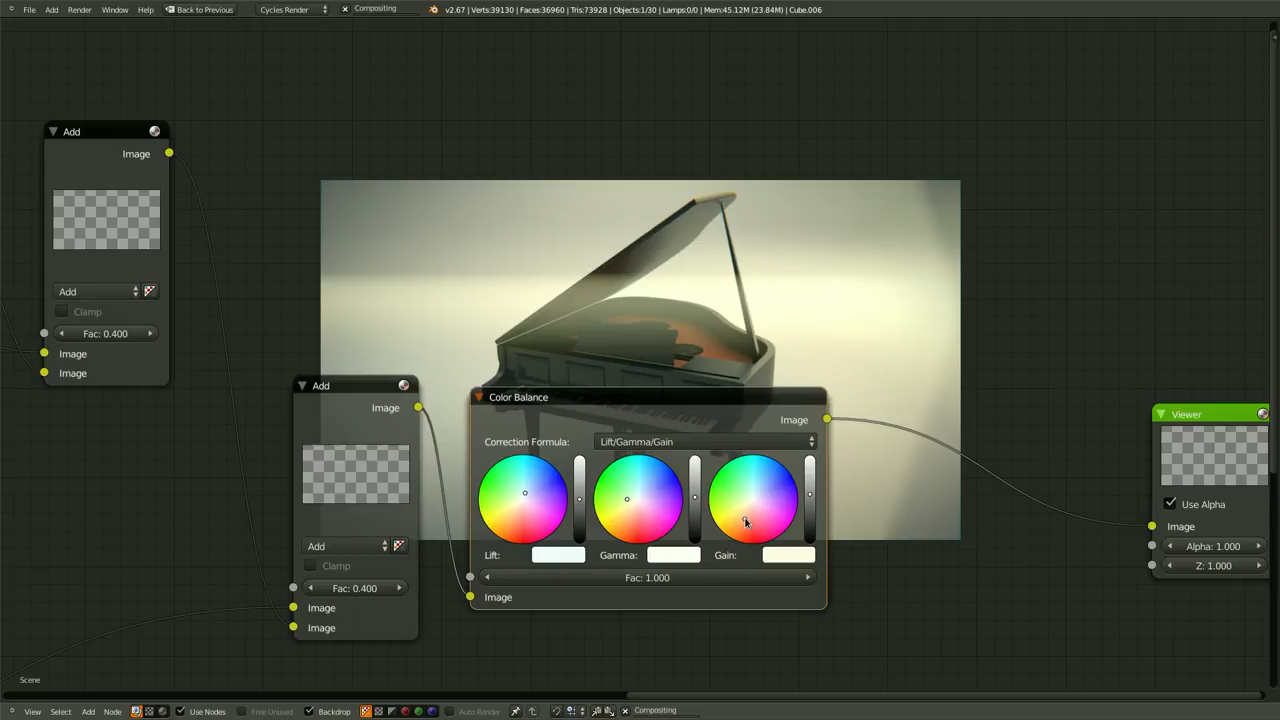 File Add Render Window Help Back to Previous Cycles Render Compositing v2.67 | Verts:39130 | Faces:36960 | Tris:73928 | Objects:1/30 | Lamps:0/0 | Mem:45.12M (23.84M) | Cube.006
Add
Image
Add
Clamp
Fac: 0.400
Image
Image
Add
Image
Add
Clamp
Fac: 0.400
Image
Image
Color Balance
Image
Correction Formula: Lift/Gamma/Gain
Lift: Gamma: Gain:
Fac: 1.000
Image
Viewer
Use Alpha
Image
Alpha: 1.000
Z: 1.000
Scene
View Select Add Node Use Nodes Free Unused Backdrop Auto Render Compositing